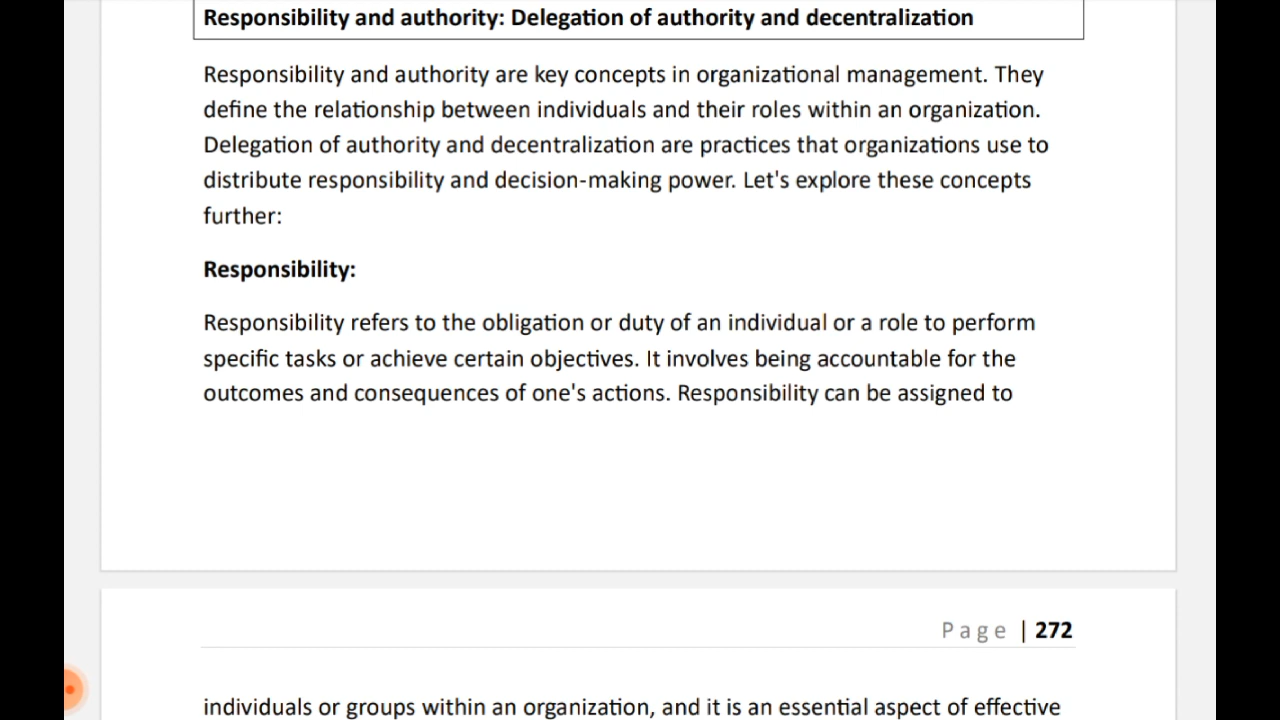 Responsibility and authority: Delegation of authority and decentralization
Responsibility and authority are key concepts in organizational management. They
define the relationship between individuals and their roles within an organization.
Delegation of authority and decentralization are practices that organizations use to
distribute responsibility and decision-making power. Let's explore these concepts
further:
Responsibility:
Responsibility refers to the obligation or duty of an individual or a role to perform
specific tasks or achieve certain objectives. It involves being accountable for the
outcomes and consequences of one's actions. Responsibility can be assigned to
Page | 272
individuals or groups within an organization, and it is an essential aspect of effective